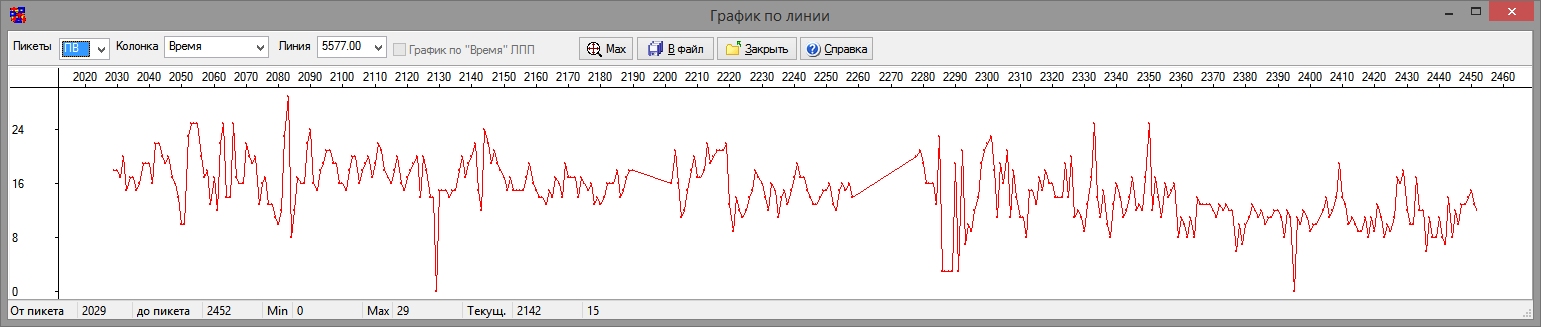 График по линии
Пикеты ПВ Колонка Время Линия 5577.00 График по "Время" ЛПП Max В файл Закрыть Справка
2020 2030 2040 2050 2060 2070 2080 2090 2100 2110 2120 2130 2140 2150 2160 2170 2180 2190 2200 2210 2220 2230 2240 2250 2260 2270 2280 2290 2300 2310 2320 2330 2340 2350 2360 2370 2380 2390 2400 2410 2420 2430 2440 2450 2460
24
16
8
0
От пикета 2029 до пикета 2452 Min 0 Max 29 Текущ. 2142 15